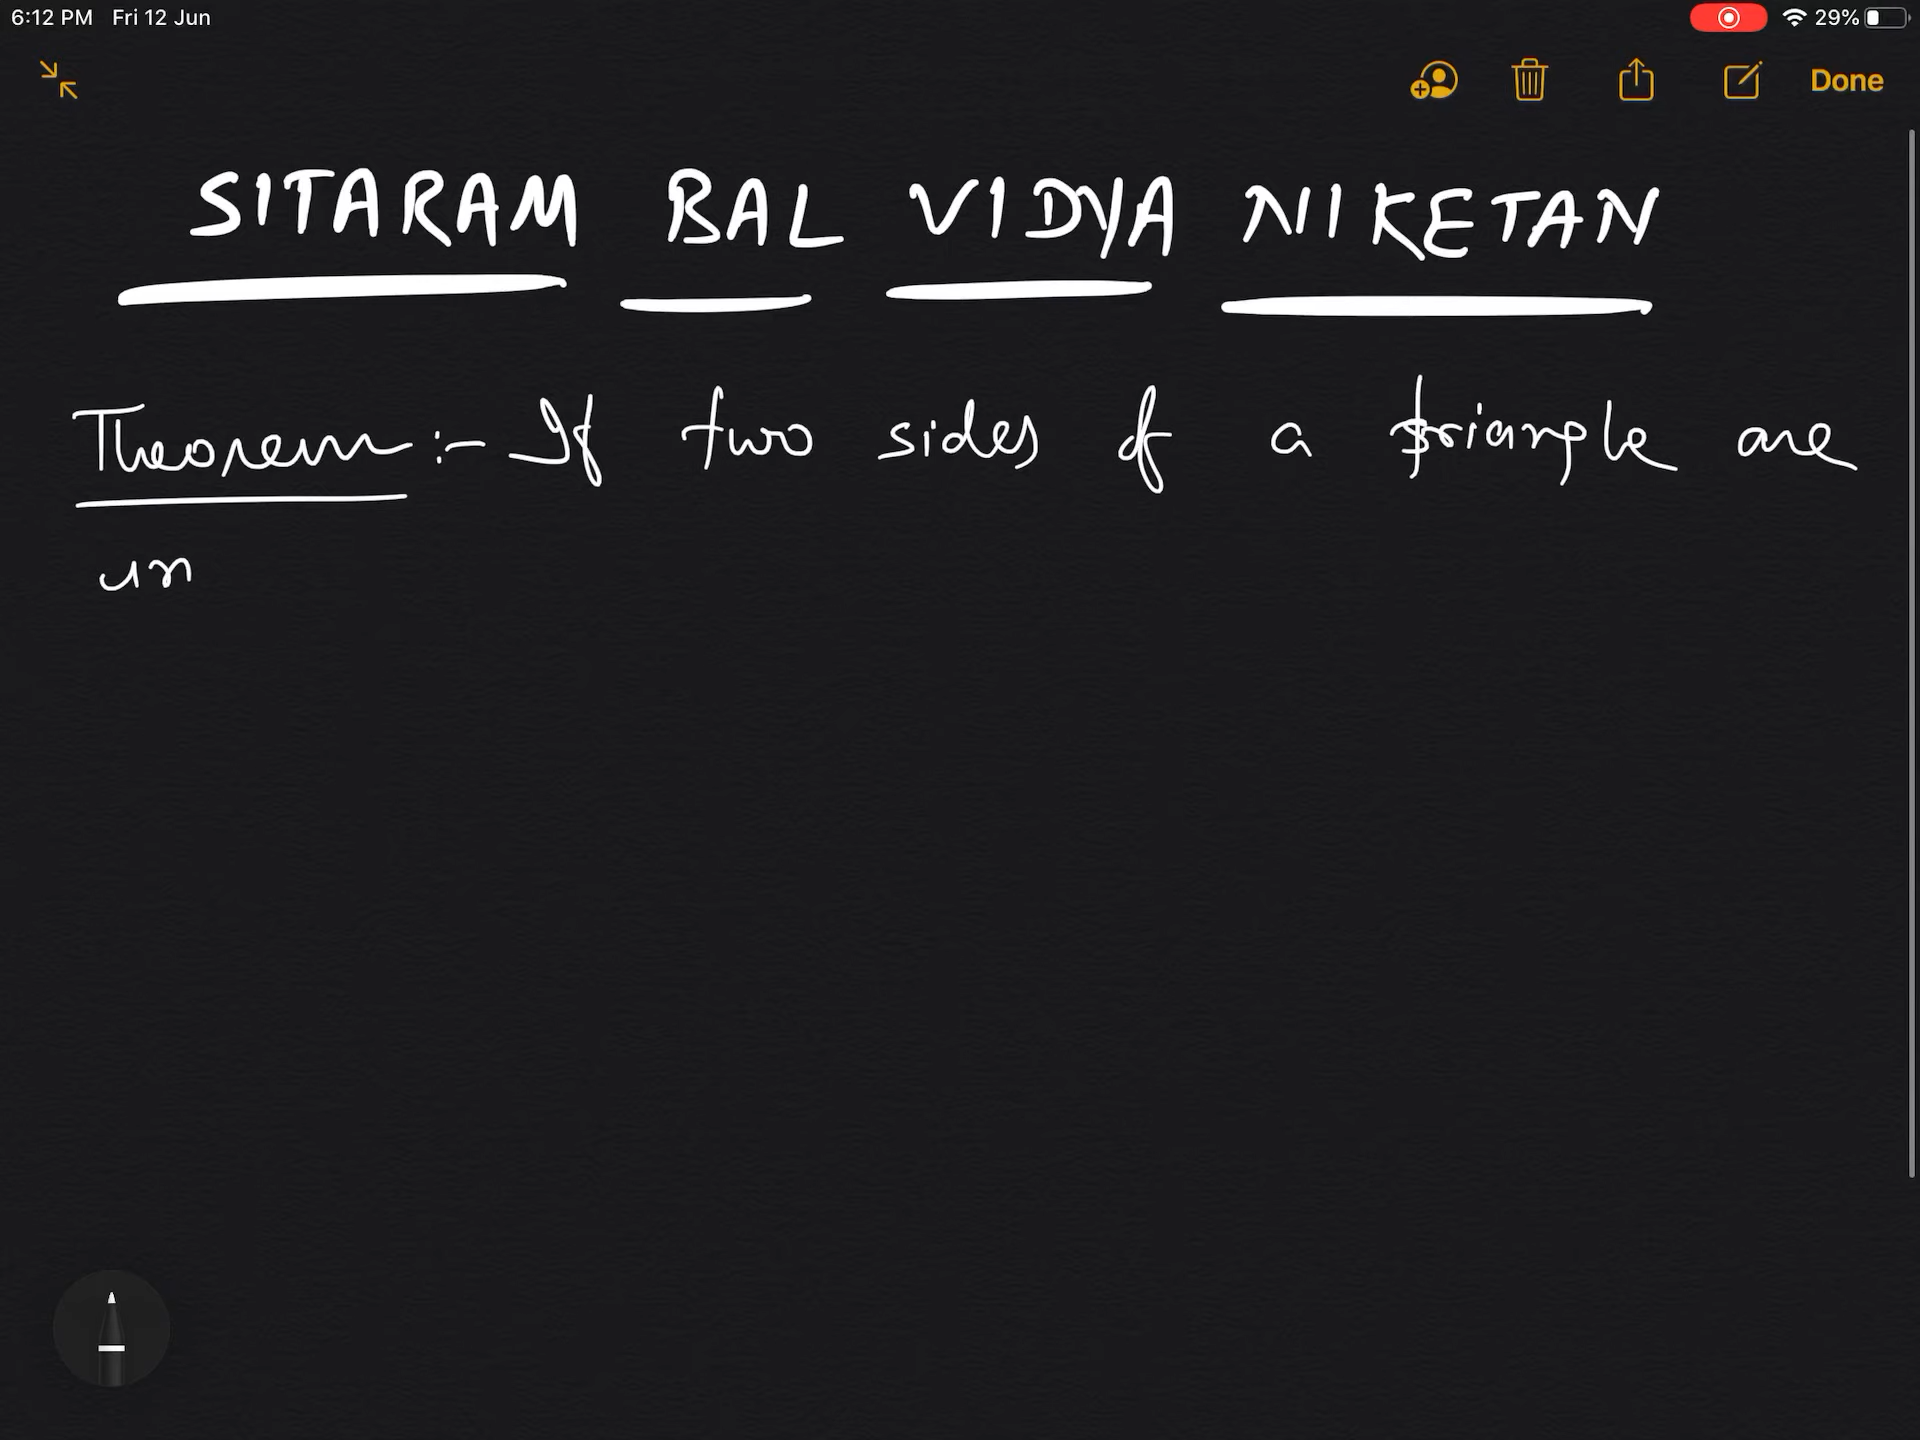 6:12 PM Fri 12 Jun 29%
Done
SITARAM BAL VIDYA NIKETAN
Theorem :- If two sides of a triangle are
un